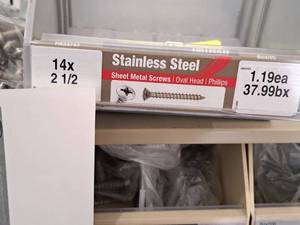 14x
2 1/2
Stainless Steel
Sheet Metal Screws | Oval Head | Phillips
1.19ea
37.99bx